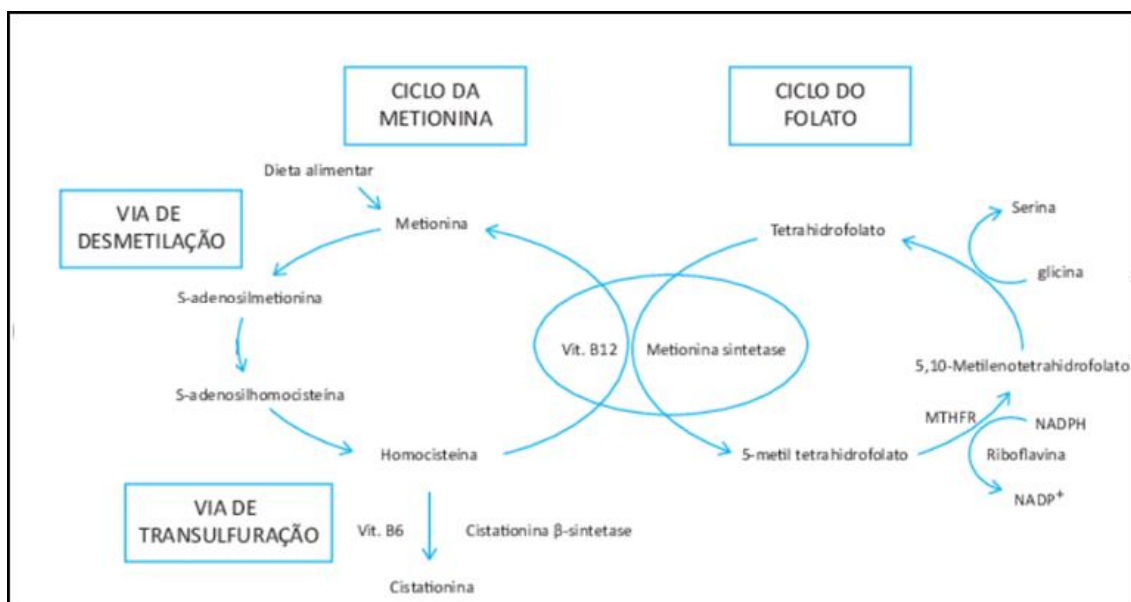 CICLO DA
METIONINA
CICLO DO
FOLATO
Dieta alimentar
VIA DE
DESMETILAÇÃO
Metionina
Tetrahidrofolato
Serina
glicina
S-adenosilmetionina
Vit. B12
Metionina sintetase
5,10-Metilenotetrahidrofolato
S-adenosilhomocisteína
MTHFR
NADPH
Homocisteína
5-metil tetrahidrofolato
Riboflavina
NADP+
VIA DE
TRANSULFURAÇÃO
Vit. B6
Cistationina β-sintetase
Cistationina